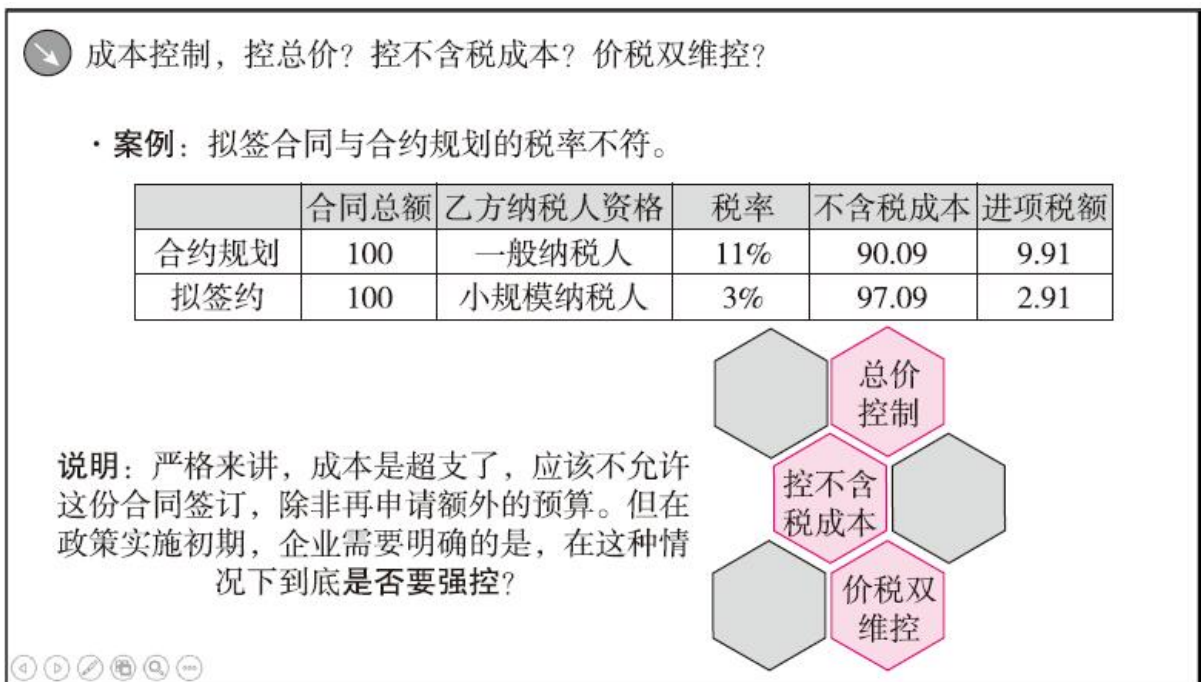 成本控制，控总价？控不含税成本？价税双维控？
·案例：拟签合同与合约规划的税率不符。
合同总额 乙方纳税人资格 税率 不含税成本 进项税额
合约规划 100 一般纳税人 11% 90.09 9.91
拟签约 100 小规模纳税人 3% 97.09 2.91
总价
控制
说明：严格来讲，成本是超支了，应该不允许
这份合同签订，除非再申请额外的预算。但在
政策实施初期，企业需要明确的是，在这种情
况下到底是否要强控？
控不含
税成本
价税双
维控